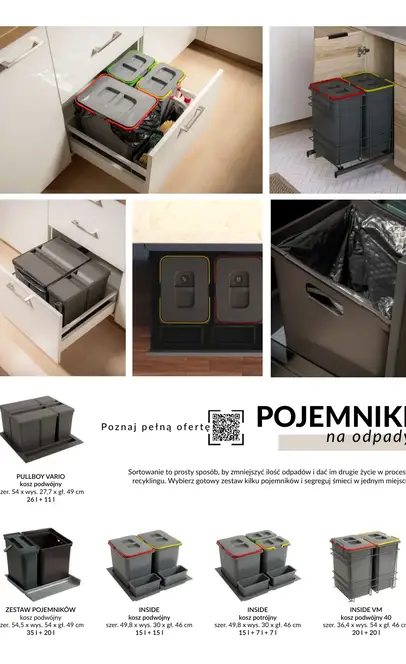 Poznaj pełną ofertę
POJEMNIKI
na odpady
PULLBOY VARIO
kosz podwójny
szer. 54 x wys. 27,7 x gł. 49 cm
26 l + 11 l
Sortowanie to prosty sposób, by zmniejszyć ilość odpadów i dać im drugie życie w proces
recyklingu. Wybierz gotowy zestaw kilku pojemników i segreguj śmieci w jednym miejscu
ZESTAW POJEMNIKÓW
kosz podwójny
szer. 54,5 x wys. 54 x gł. 49 cm
35 l + 20 l
INSIDE
kosz podwójny
szer. 49,8 x wys. 30 x gł. 46 cm
15 l + 15 l
INSIDE
kosz potrójny
szer. 49,8 x wys. 30 x gł. 46 cm
15 l + 7 l + 7 l
INSIDE VM
kosz podwójny 40
szer. 36,4 x wys. 54 x gł. 46 cm
20 l + 20 l